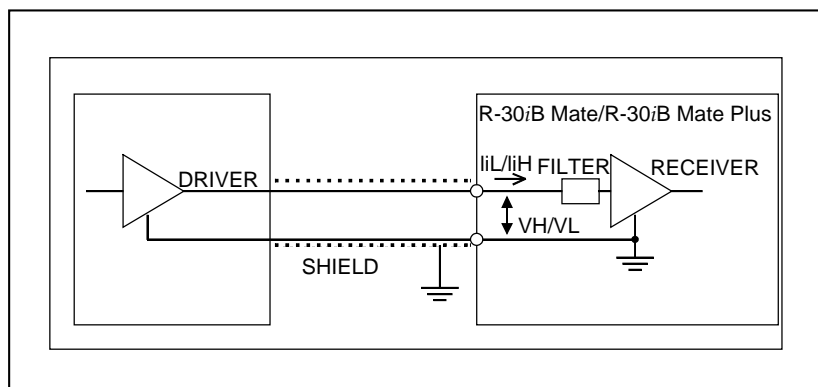 R-30iB Mate/R-30iB Mate Plus
IiL/IiH
FILTER
RECEIVER
DRIVER
VH/VL
SHIELD